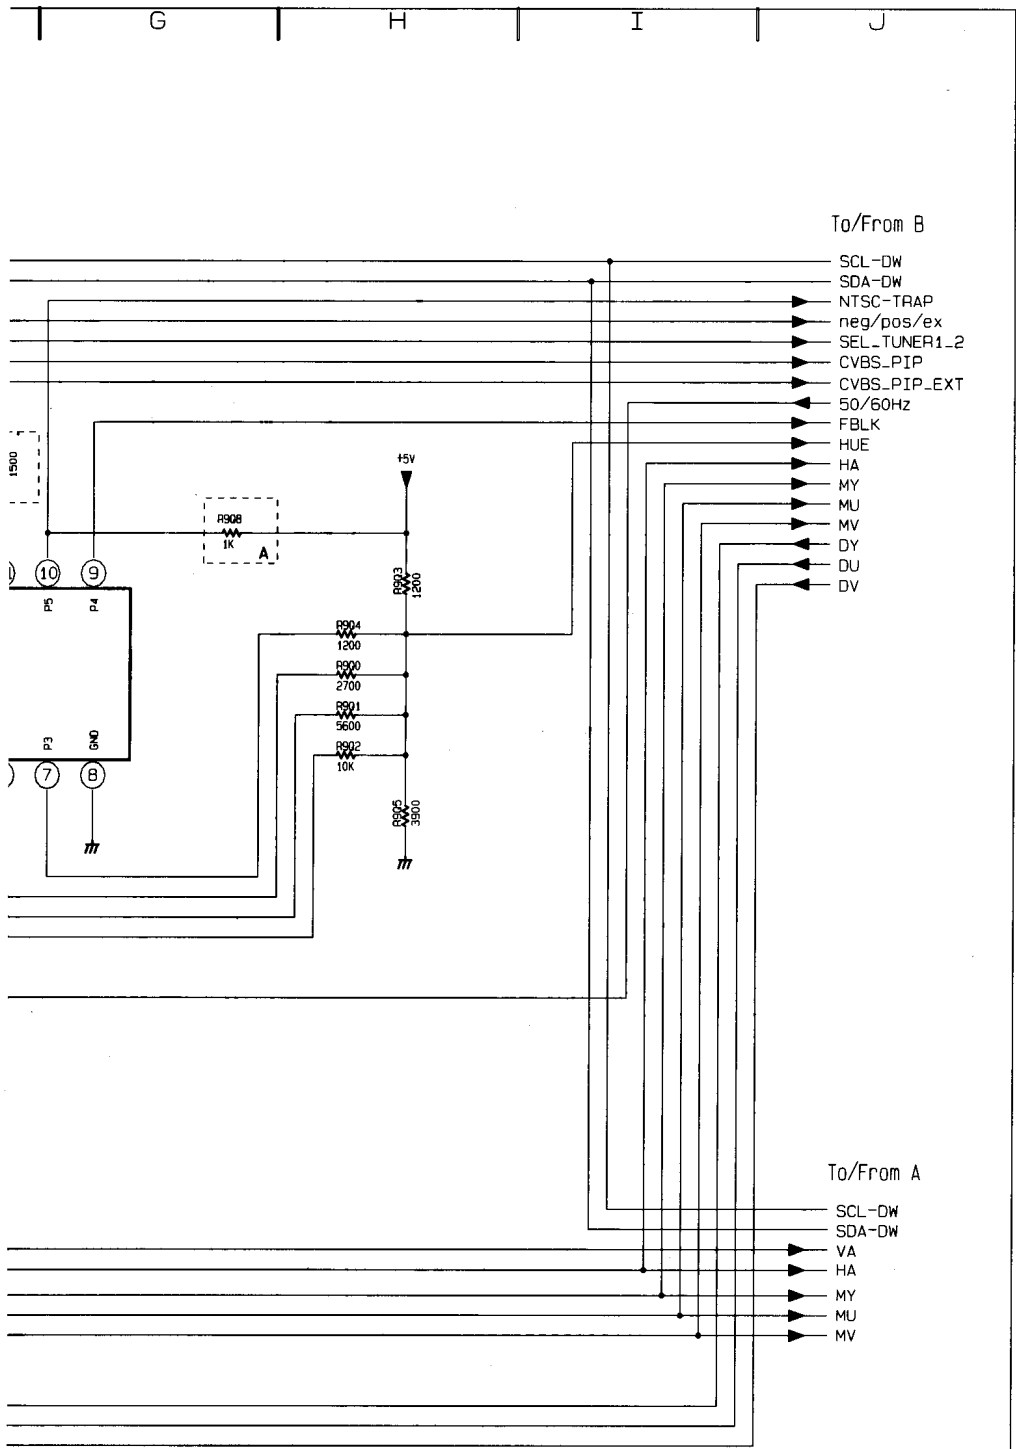 G H I J
To/From B
SCL-DW
SDA-DW
NTSC-TRAP
neg/pos/ex
SEL_TUNER1_2
CVBS_PIP
CVBS_PIP_EXT
50/60Hz
FBLK
HUE
HA
MY
MU
MV
DY
DU
DV
1500
+5V
R908
1K
A
10 9
P5 P4
R903
1200
R904
1200
R900
2700
R901
5600
R902
10K
P3 GND
7 8
R905
3900
To/From A
SCL-DW
SDA-DW
VA
HA
MY
MU
MV